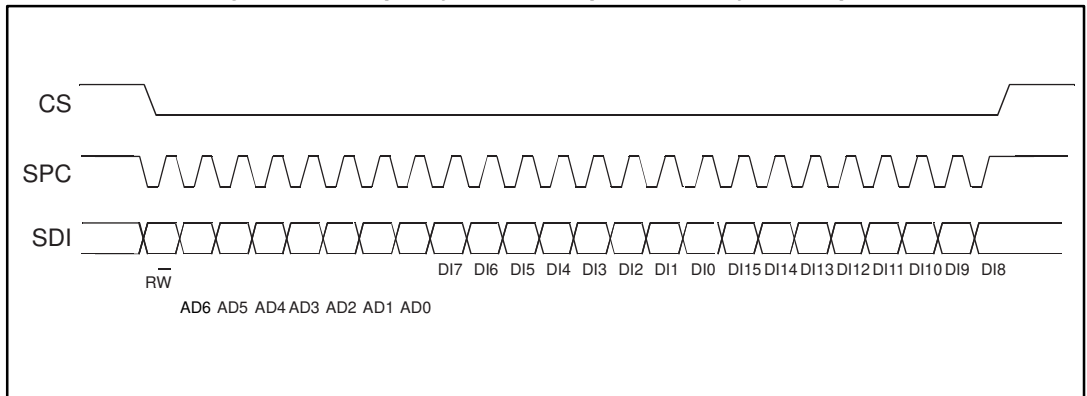 CS
SPC
SDI
RW̅
DI7 DI6 DI5 DI4 DI3 DI2 DI1 DI0 DI15 DI14 DI13 DI12 DI11 DI10 DI9 DI8
AD6 AD5 AD4 AD3 AD2 AD1 AD0